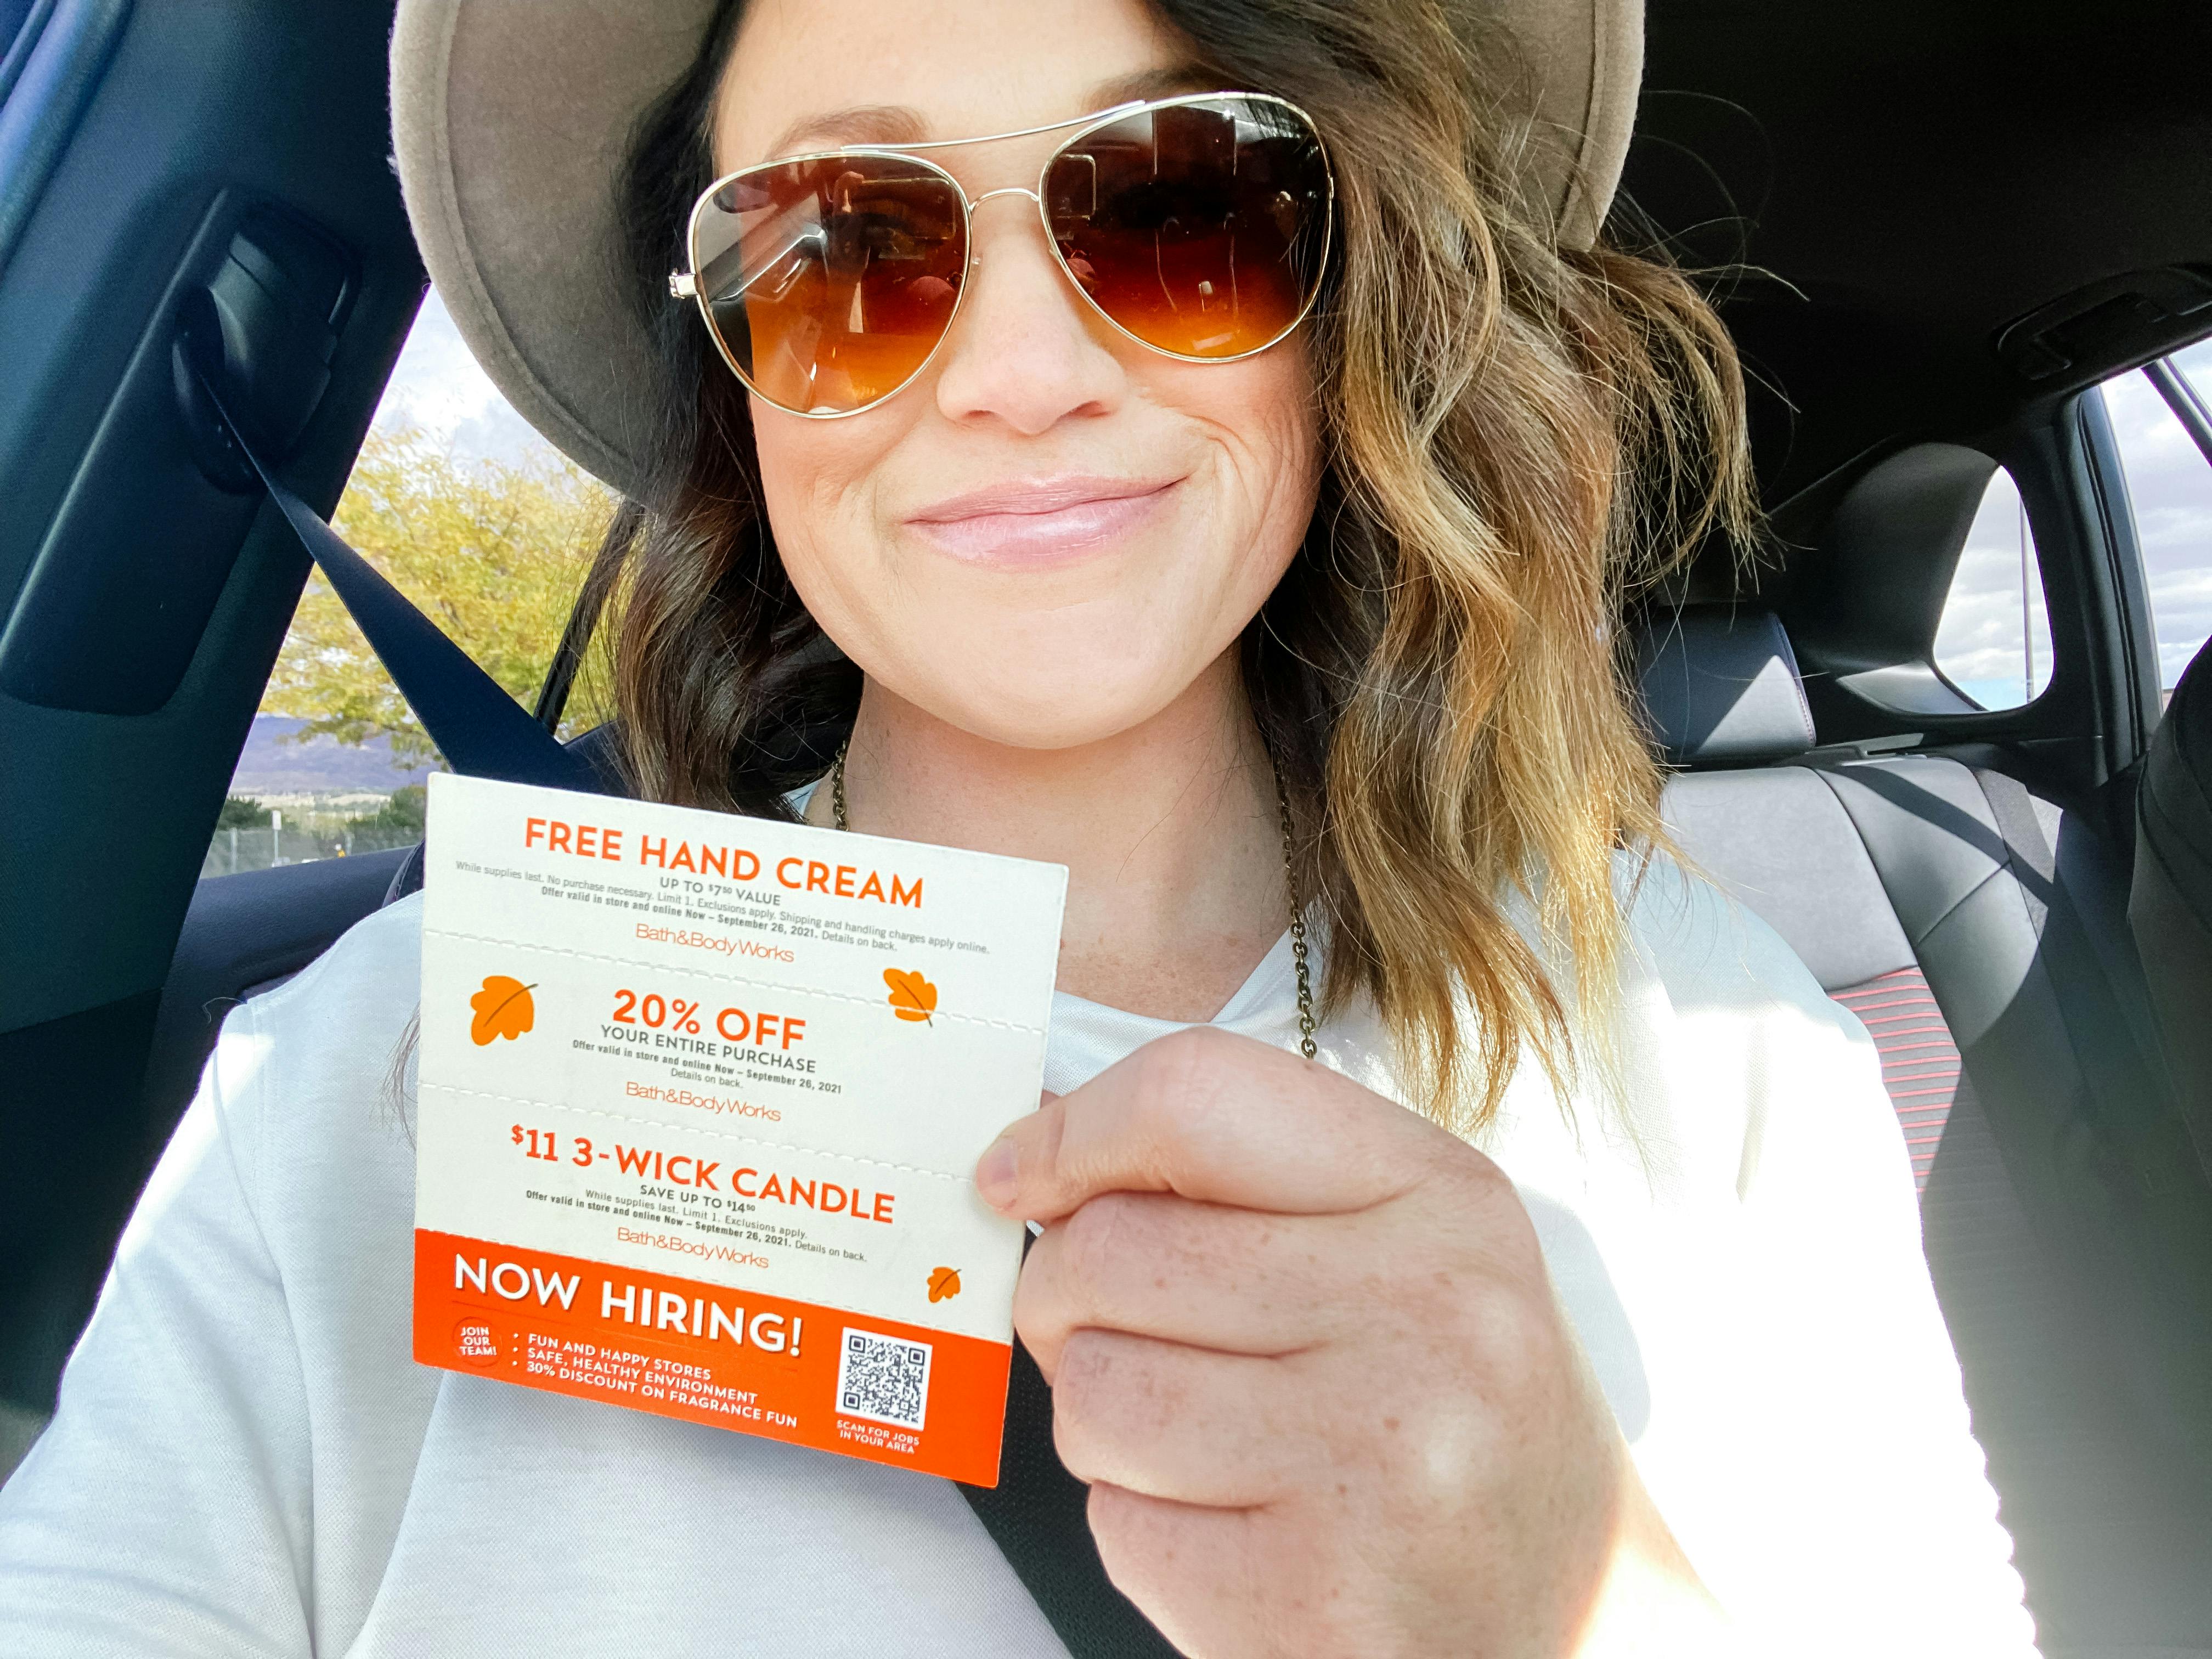 FREE HAND CREAM
UP TO $7.50 VALUE
While supplies last. No purchase necessary. Limit 1. Exclusions apply. Shipping and handling charges apply online.
Offer valid in store and online Now – September 26, 2021. Details on back.
Bath&BodyWorks
20% OFF
YOUR ENTIRE PURCHASE
Offer valid in store and online Now – September 26, 2021
Details on back.
Bath&BodyWorks
$11 3-WICK CANDLE
SAVE UP TO $14.50
While supplies last. Limit 1. Exclusions apply.
Offer valid in store and online Now – September 26, 2021. Details on back.
Bath&BodyWorks
NOW HIRING!
JOIN
OUR
TEAM!
• FUN AND HAPPY STORES
• SAFE, HEALTHY ENVIRONMENT
• 30% DISCOUNT ON FRAGRANCE FUN
SCAN FOR JOBS
IN YOUR AREA